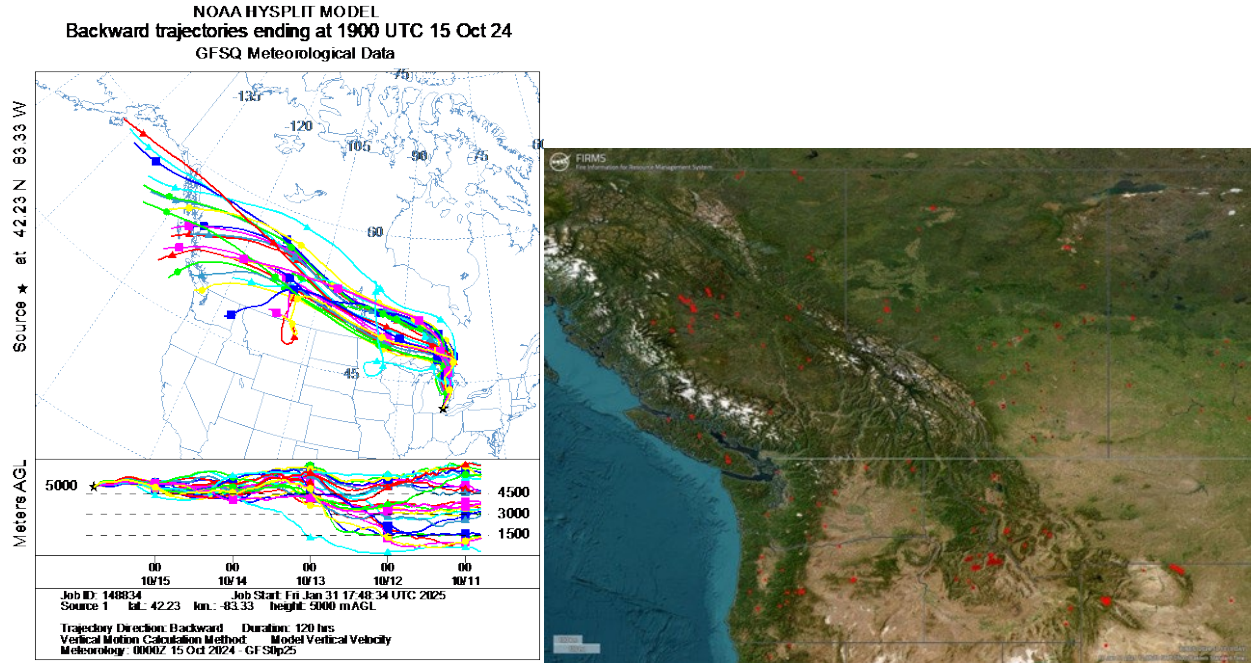 NOAA HYSPLIT MODEL
Backward trajectories ending at 1900 UTC 15 Oct 24
GFSQ Meteorological Data
Source ★ at 42.23 N 83.33 W
75
-135
-120
105
90
75
60
45
Meters AGL
5000
4500
3000
1500
00 00 00 00 00
10/15 10/14 10/13 10/12 10/11
Job ID: 148834 Job Start: Fri Jan 31 17:48:34 UTC 2025
Source 1 lat.: 42.23 lon.: -83.33 height: 5000 m AGL
Trajectory Direction: Backward Duration: 120 hrs
Vertical Motion Calculation Method: Model Vertical Velocity
Meteorology: 0000Z 15 Oct 2024 - GFS0p25
FIRMS
Fire Information for Resource Management System